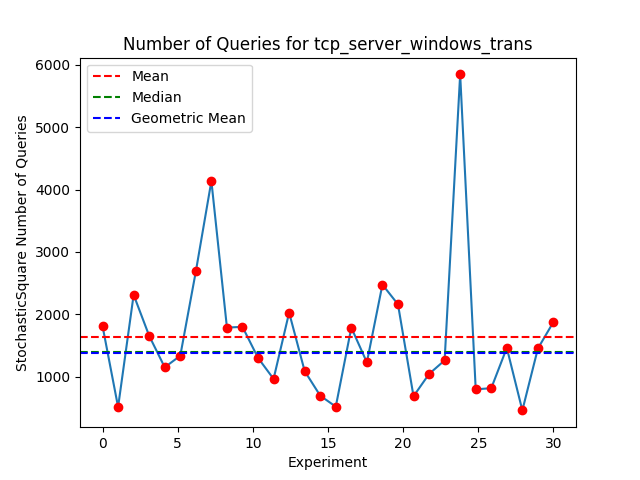 Number of Queries for tcp_server_windows_trans
Mean
Median
Geometric Mean
StochasticSquare Number of Queries
6000
5000
4000
3000
2000
1000
0
5
10
15
20
25
30
Experiment